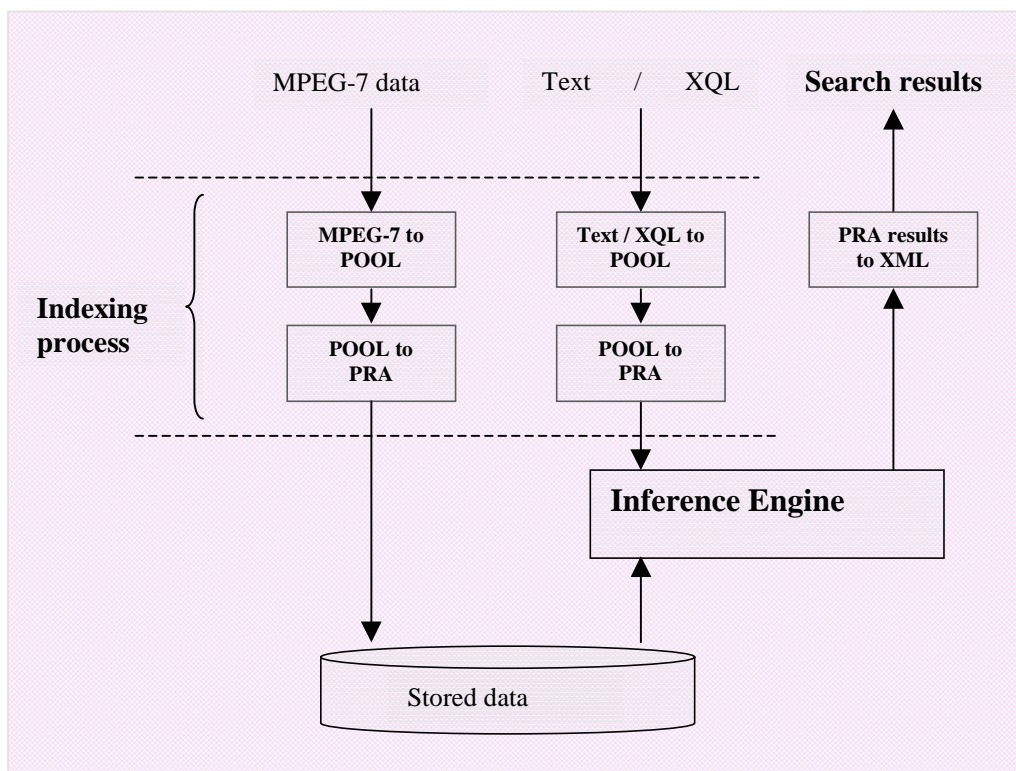 MPEG-7 data
Text / XQL
Search results
MPEG-7 to
POOL
Text / XQL to
POOL
PRA results
to XML
Indexing
process
POOL to
PRA
POOL to
PRA
Inference Engine
Stored data